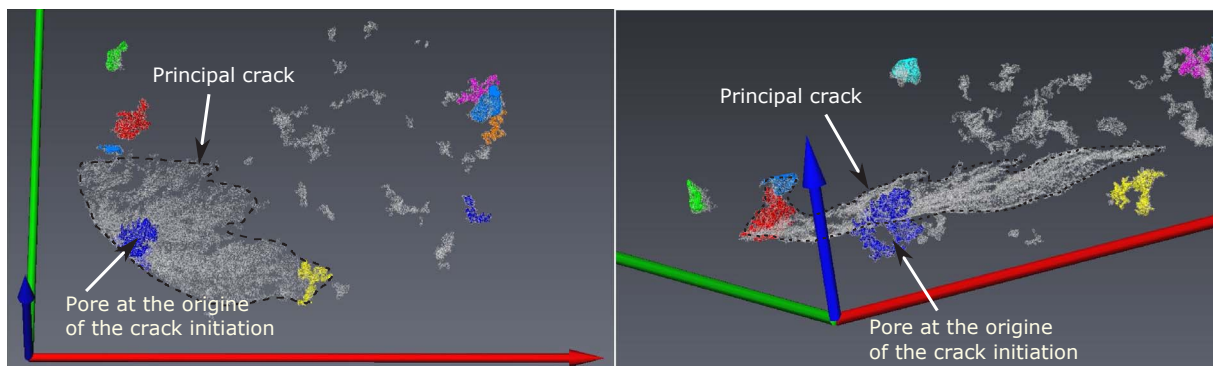 Principal crack
Pore at the origine
of the crack initiation
Principal crack
Pore at the origine
of the crack initiation